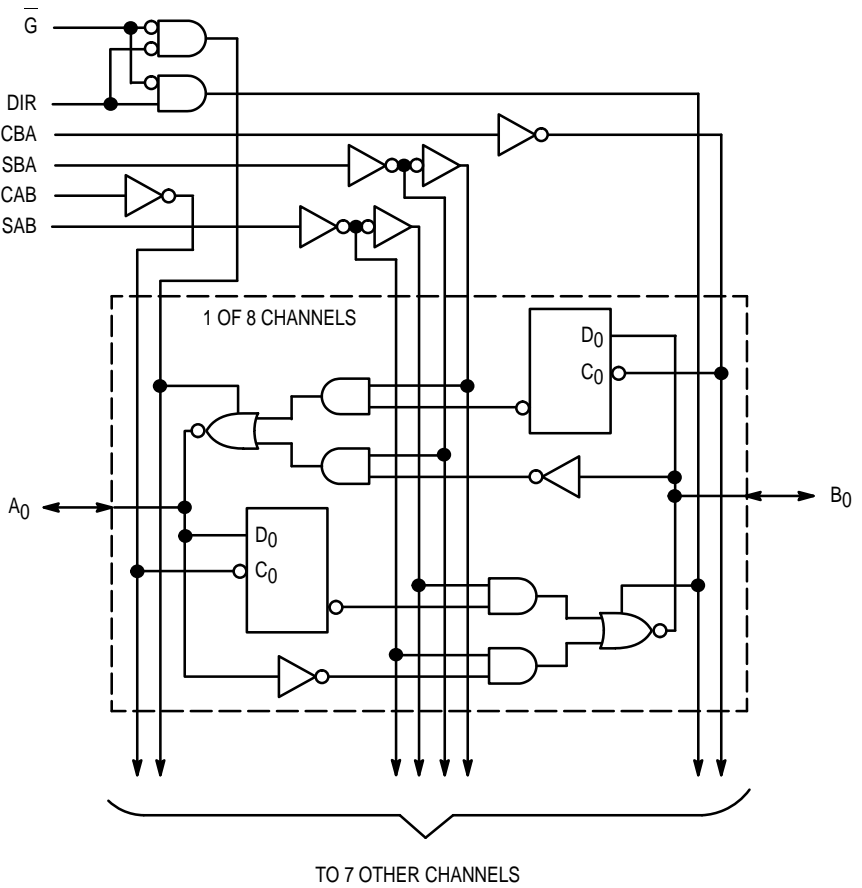 G̅
DIR
CBA
SBA
CAB
SAB
1 OF 8 CHANNELS
D0
C0
A0
B0
D0
C0
TO 7 OTHER CHANNELS